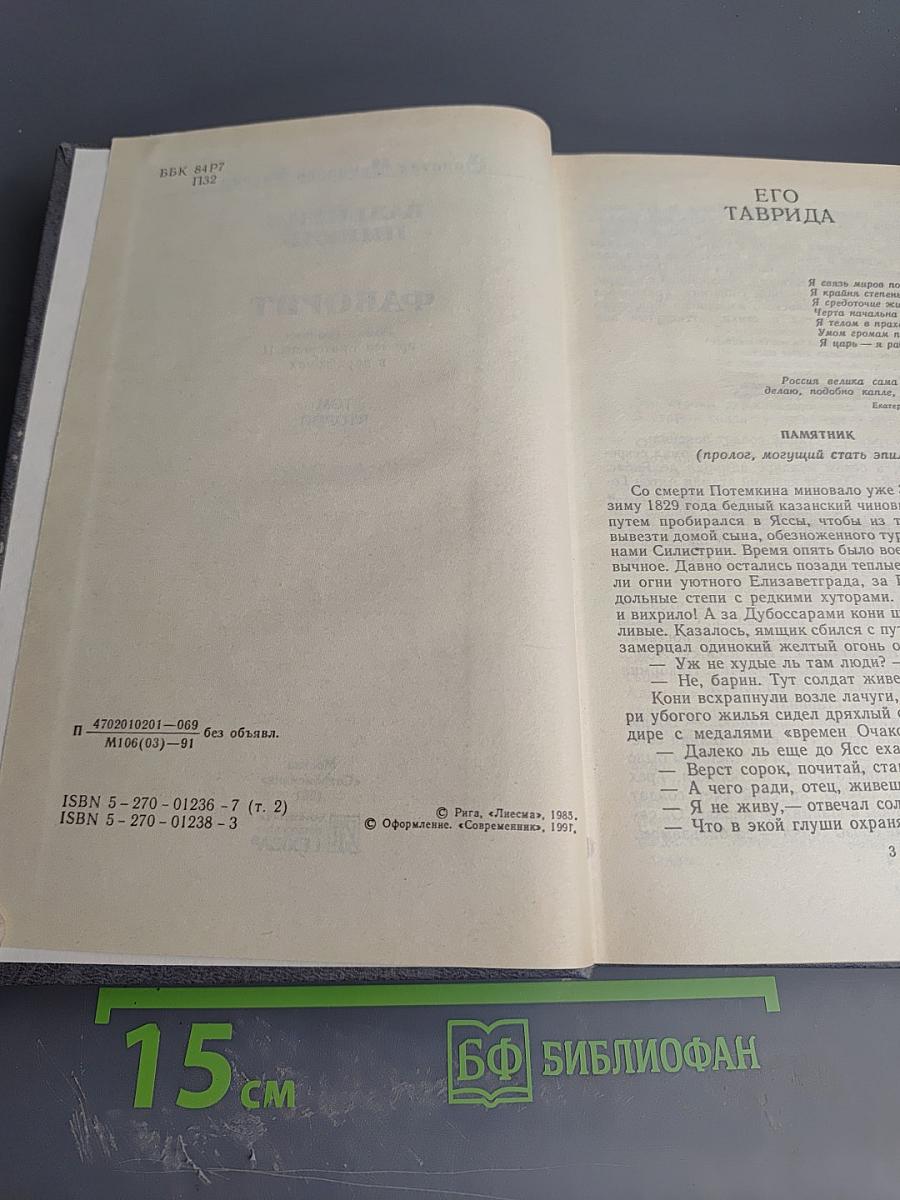 ББК 84Р7
П32
П 4702010201—069 без объявл.
М106(03)—91
ISBN 5-270-01236-7 (т. 2)
ISBN 5-270-01238-3
© Рига, «Лиесма», 1985.
© Оформление. «Современник», 1991.
ЕГО
ТАВРИДА
Я связь миров по
Я крайня степень
Я средоточие жи
Черта начальна
Я телом в прах
Умом громам п
Я царь — я ра
Россия велика сама
делаю, подобно капле,
Екатер
ПАМЯТНИК
(пролог, могущий стать эпил
Со смерти Потемкина миновало уже
зиму 1829 года бедный казанский чинов
путем пробирался в Яссы, чтобы из т
вывезти домой сына, обезноженного тур
нами Силистрии. Время опять было вое
вычное. Давно остались позади теплые
ли огни уютного Елизаветграда, за
дольные степи с редкими хуторами.
и вихрило! А за Дубоссарами кони ш
ливые. Казалось, ямщик сбился с пут
замерцал одинокий желтый огонь о
— Уж не худые ль там люди? —
— Не, барин. Тут солдат живе
Кони всхрапнули возле лачуги,
ри убогого жилья сидел дряхлый с
дире с медалями «времен Очако
— Далеко ль еще до Ясс еха
— Верст сорок, почитай, ста
— А чего ради, отец, живеш
— Я не живу,— отвечал сол
— Что в экой глуши охраня
3
15 см
БФ БИБЛИОФАН